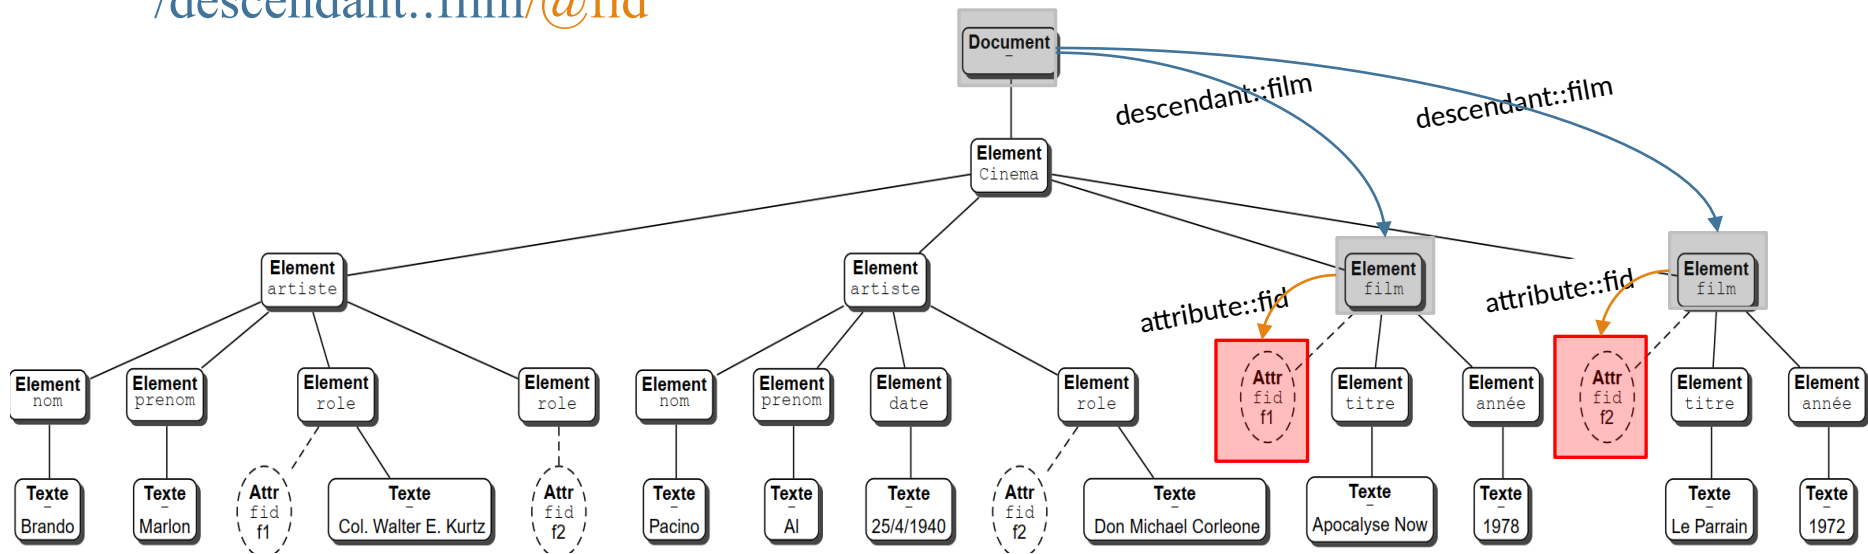 /descendant::film/@fid
Document
–
descendant::film
descendant::film
Element
Cinema
Element
artiste
Element
artiste
Element
film
Element
film
attribute::fid
attribute::fid
Element
nom
Element
prenom
Element
role
Element
role
Element
nom
Element
prenom
Element
date
Element
role
Attr
fid
f1
Element
titre
Element
année
Attr
fid
f2
Element
titre
Element
année
Texte
–
Brando
Texte
–
Marlon
Attr
fid
f1
Texte
–
Col. Walter E. Kurtz
Attr
fid
f2
Texte
–
Pacino
Texte
–
Al
Texte
–
25/4/1940
Attr
fid
f2
Texte
–
Don Michael Corleone
Texte
–
Apocalyse Now
Texte
–
1978
Texte
–
Le Parrain
Texte
–
1972